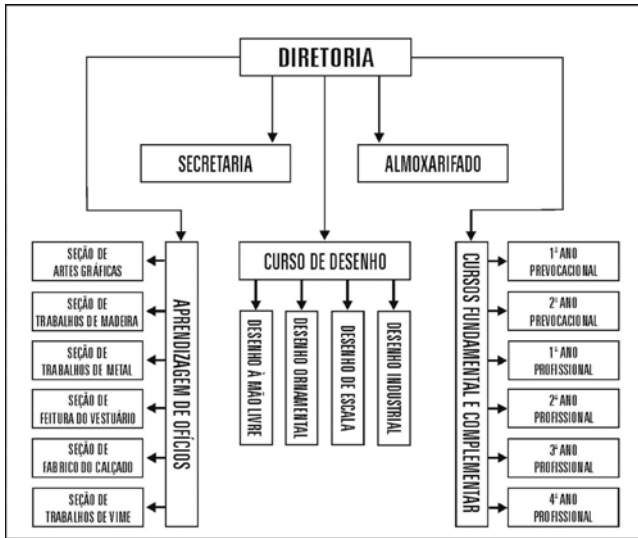 DIRETORIA
SECRETARIA
ALMOXARIFADO
APRENDIZAGEM DE OFÍCIOS
SEÇÃO DE
ARTES GRÁFICAS
SEÇÃO DE
TRABALHOS DE MADEIRA
SEÇÃO DE
TRABALHOS DE METAL
SEÇÃO DE
FEITURA DO VESTUÁRIO
SEÇÃO DE
FABRICO DO CALÇADO
SEÇÃO DE
TRABALHOS DE VIME
CURSO DE DESENHO
DESENHO À MÃO LIVRE
DESENHO ORNAMENTAL
DESENHO DE ESCALA
DESENHO INDUSTRIAL
CURSOS FUNDAMENTAL E COMPLEMENTAR
1º ANO
PREVOCACIONAL
2º ANO
PREVOCACIONAL
1º ANO
PROFISSIONAL
2º ANO
PROFISSIONAL
3º ANO
PROFISSIONAL
4º ANO
PROFISSIONAL